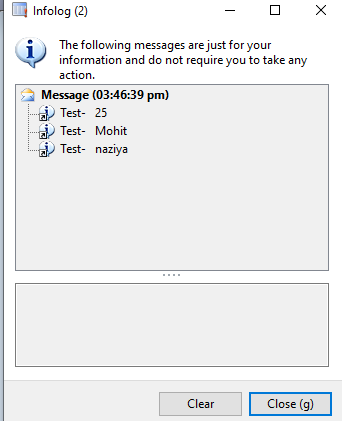 Infolog (2)
The following messages are just for your
information and do not require you to take any
action.
Message (03:46:39 pm)
Test- 25
Test- Mohit
Test- naziya
Clear
Close (g)